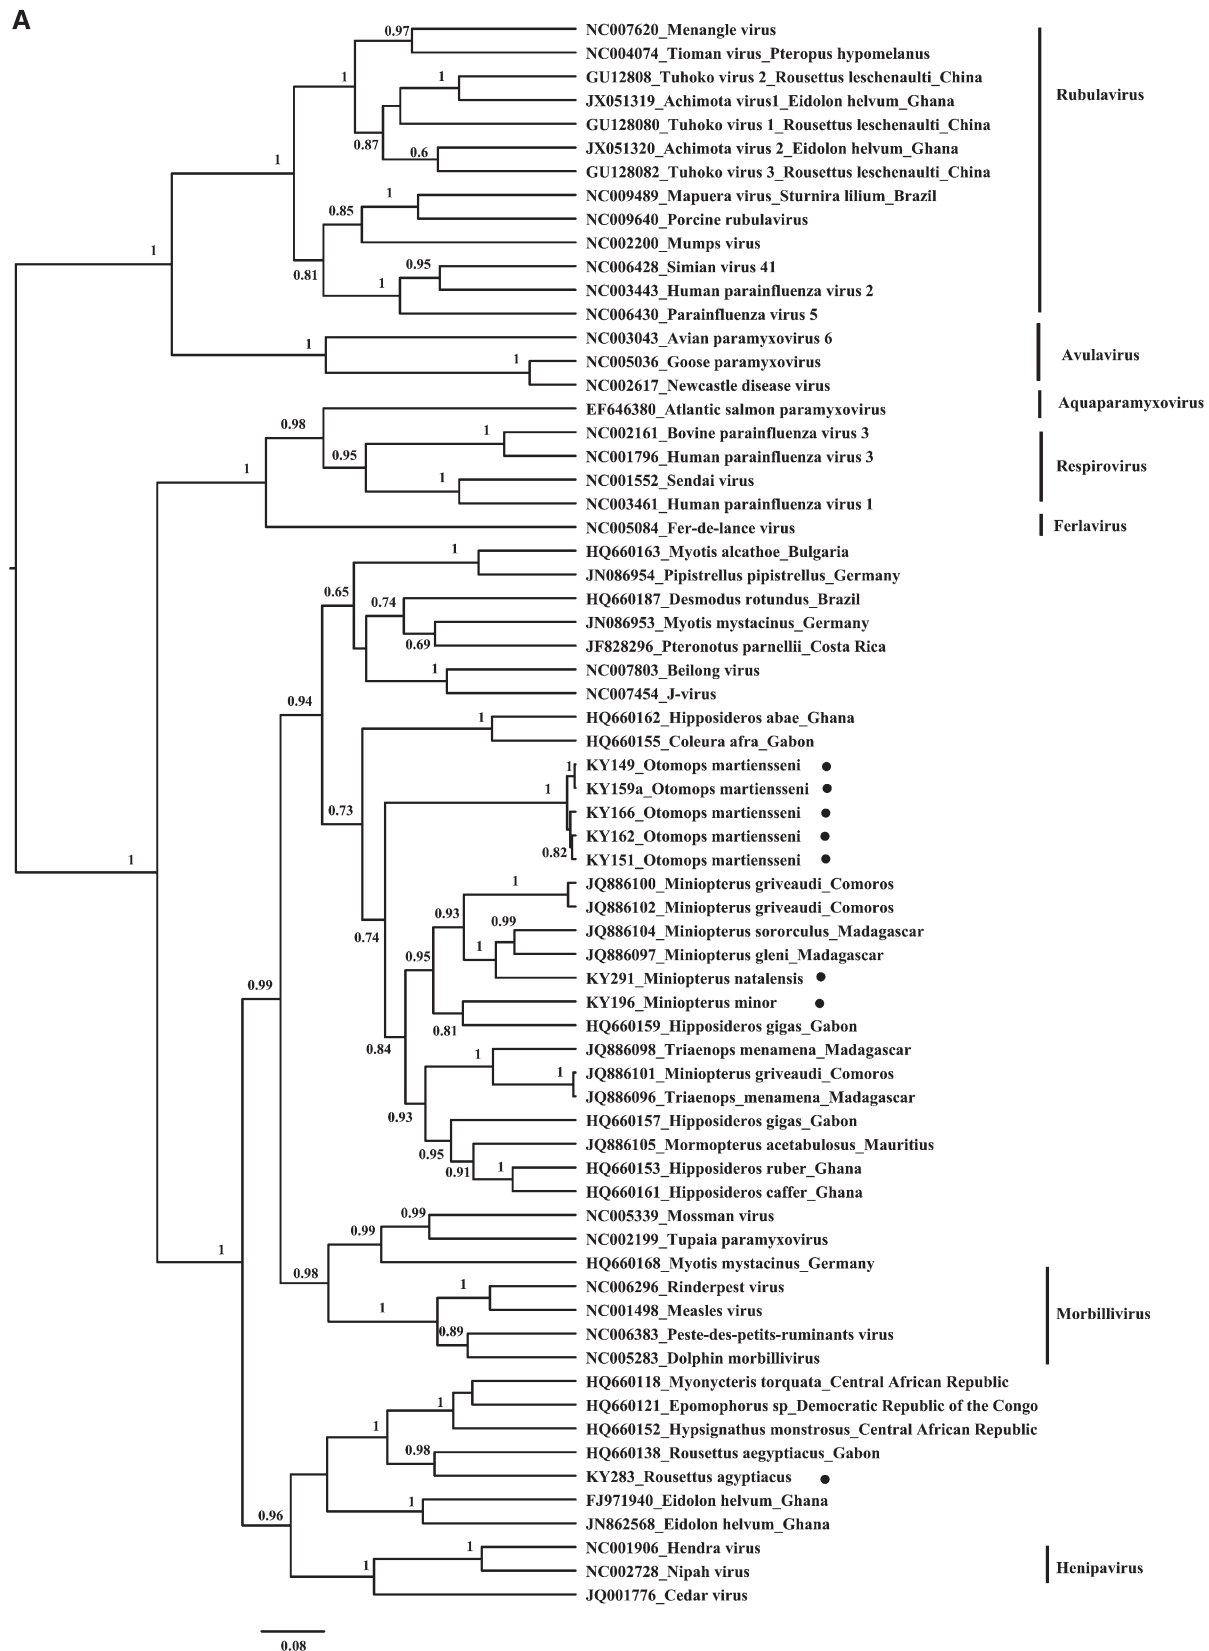 A
0.97
NC007620_Menangle virus
NC004074_Tioman virus_Pteropus hypomelanus
1
1
GU12808_Tuhoko virus 2_Rousettus leschenaulti_China
JX051319_Achimota virus1_Eidolon helvum_Ghana
Rubulavirus
GU128080_Tuhoko virus 1_Rousettus leschenaulti_China
0.87
0.6
JX051320_Achimota virus 2_Eidolon helvum_Ghana
GU128082_Tuhoko virus 3_Rousettus leschenaulti_China
1
1
NC009489_Mapuera virus_Sturnira lilium_Brazil
0.85
NC009640_Porcine rubulavirus
NC002200_Mumps virus
1
0.81
0.95
NC006428_Simian virus 41
1
NC003443_Human parainfluenza virus 2
NC006430_Parainfluenza virus 5
1
NC003043_Avian paramyxovirus 6
1
NC005036_Goose paramyxovirus
Avulavirus
NC002617_Newcastle disease virus
EF646380_Atlantic salmon paramyxovirus
Aquaparamyxovirus
0.98
1
NC002161_Bovine parainfluenza virus 3
0.95
NC001796_Human parainfluenza virus 3
1
1
NC001552_Sendai virus
Respirovirus
NC003461_Human parainfluenza virus 1
NC005084_Fer-de-lance virus
Ferlavirus
1
HQ660163_Myotis alcathoe_Bulgaria
JN086954_Pipistrellus pipistrellus_Germany
0.65
0.74
HQ660187_Desmodus rotundus_Brazil
JN086953_Myotis mystacinus_Germany
0.69
JF828296_Pteronotus parnellii_Costa Rica
1
NC007803_Beilong virus
NC007454_J-virus
0.94
1
HQ660162_Hipposideros abae_Ghana
HQ660155_Coleura afra_Gabon
1
KY149_Otomops martiensseni
1
KY159a_Otomops martiensseni
0.73
KY166_Otomops martiensseni
KY162_Otomops martiensseni
0.82
KY151_Otomops martiensseni
1
1
JQ886100_Miniopterus griveaudi_Comoros
JQ886102_Miniopterus griveaudi_Comoros
0.93
0.99
JQ886104_Miniopterus sororculus_Madagascar
0.74
1
JQ886097_Miniopterus gleni_Madagascar
0.95
KY291_Miniopterus natalensis
0.99
KY196_Miniopterus minor
0.81
HQ660159_Hipposideros gigas_Gabon
0.84
1
JQ886098_Triaenops menamena_Madagascar
1
JQ886101_Miniopterus griveaudi_Comoros
JQ886096_Triaenops_menamena_Madagascar
0.93
HQ660157_Hipposideros gigas_Gabon
0.95
JQ886105_Mormopterus acetabulosus_Mauritius
0.91
1
HQ660153_Hipposideros ruber_Ghana
HQ660161_Hipposideros caffer_Ghana
0.99
NC005339_Mossman virus
0.99
NC002199_Tupaia paramyxovirus
1
HQ660168_Myotis mystacinus_Germany
0.98
1
NC006296_Rinderpest virus
1
NC001498_Measles virus
Morbillivirus
0.89
NC006383_Peste-des-petits-ruminants virus
NC005283_Dolphin morbillivirus
HQ660118_Myonycteris torquata_Central African Republic
1
HQ660121_Epomophorus sp_Democratic Republic of the Congo
1
HQ660152_Hypsignathus monstrosus_Central African Republic
0.98
HQ660138_Rousettus aegyptiacus_Gabon
KY283_Rousettus agyptiacus
1
FJ971940_Eidolon helvum_Ghana
0.96
JN862568_Eidolon helvum_Ghana
1
NC001906_Hendra virus
1
NC002728_Nipah virus
Henipavirus
JQ001776_Cedar virus
0.08